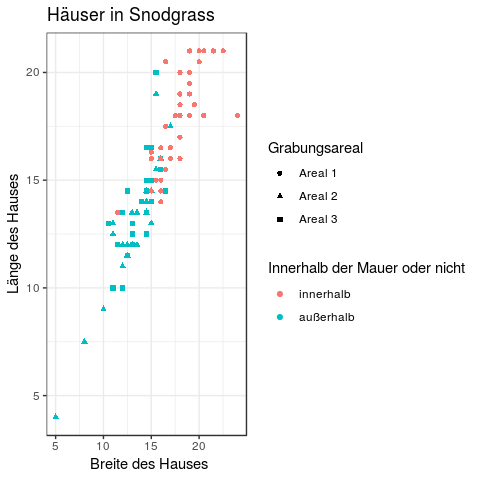 Häuser in Snodgrass
Länge des Hauses
20
15
10
5
5 10 15 20
Breite des Hauses
Grabungsareal
Areal 1
Areal 2
Areal 3
Innerhalb der Mauer oder nicht
innerhalb
außerhalb